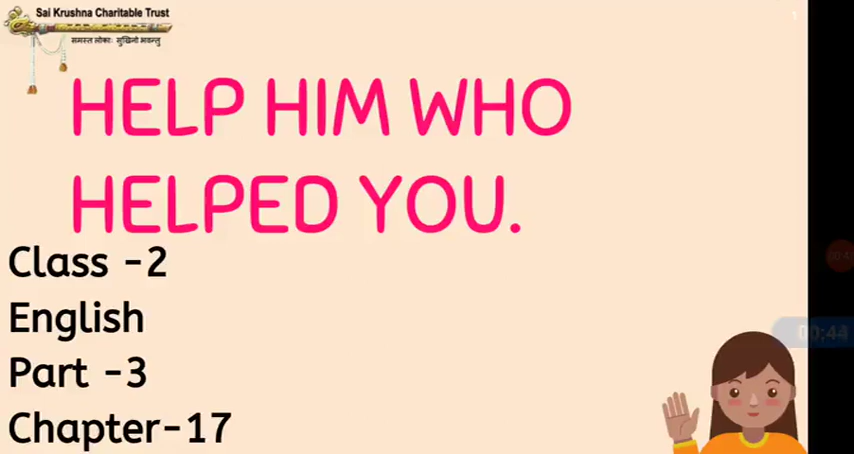 Sai Krushna Charitable Trust
समस्त लोकाः सुखिनो भवन्तु
HELP HIM WHO
HELPED YOU.
Class -2
English
Part -3
Chapter-17
00:44